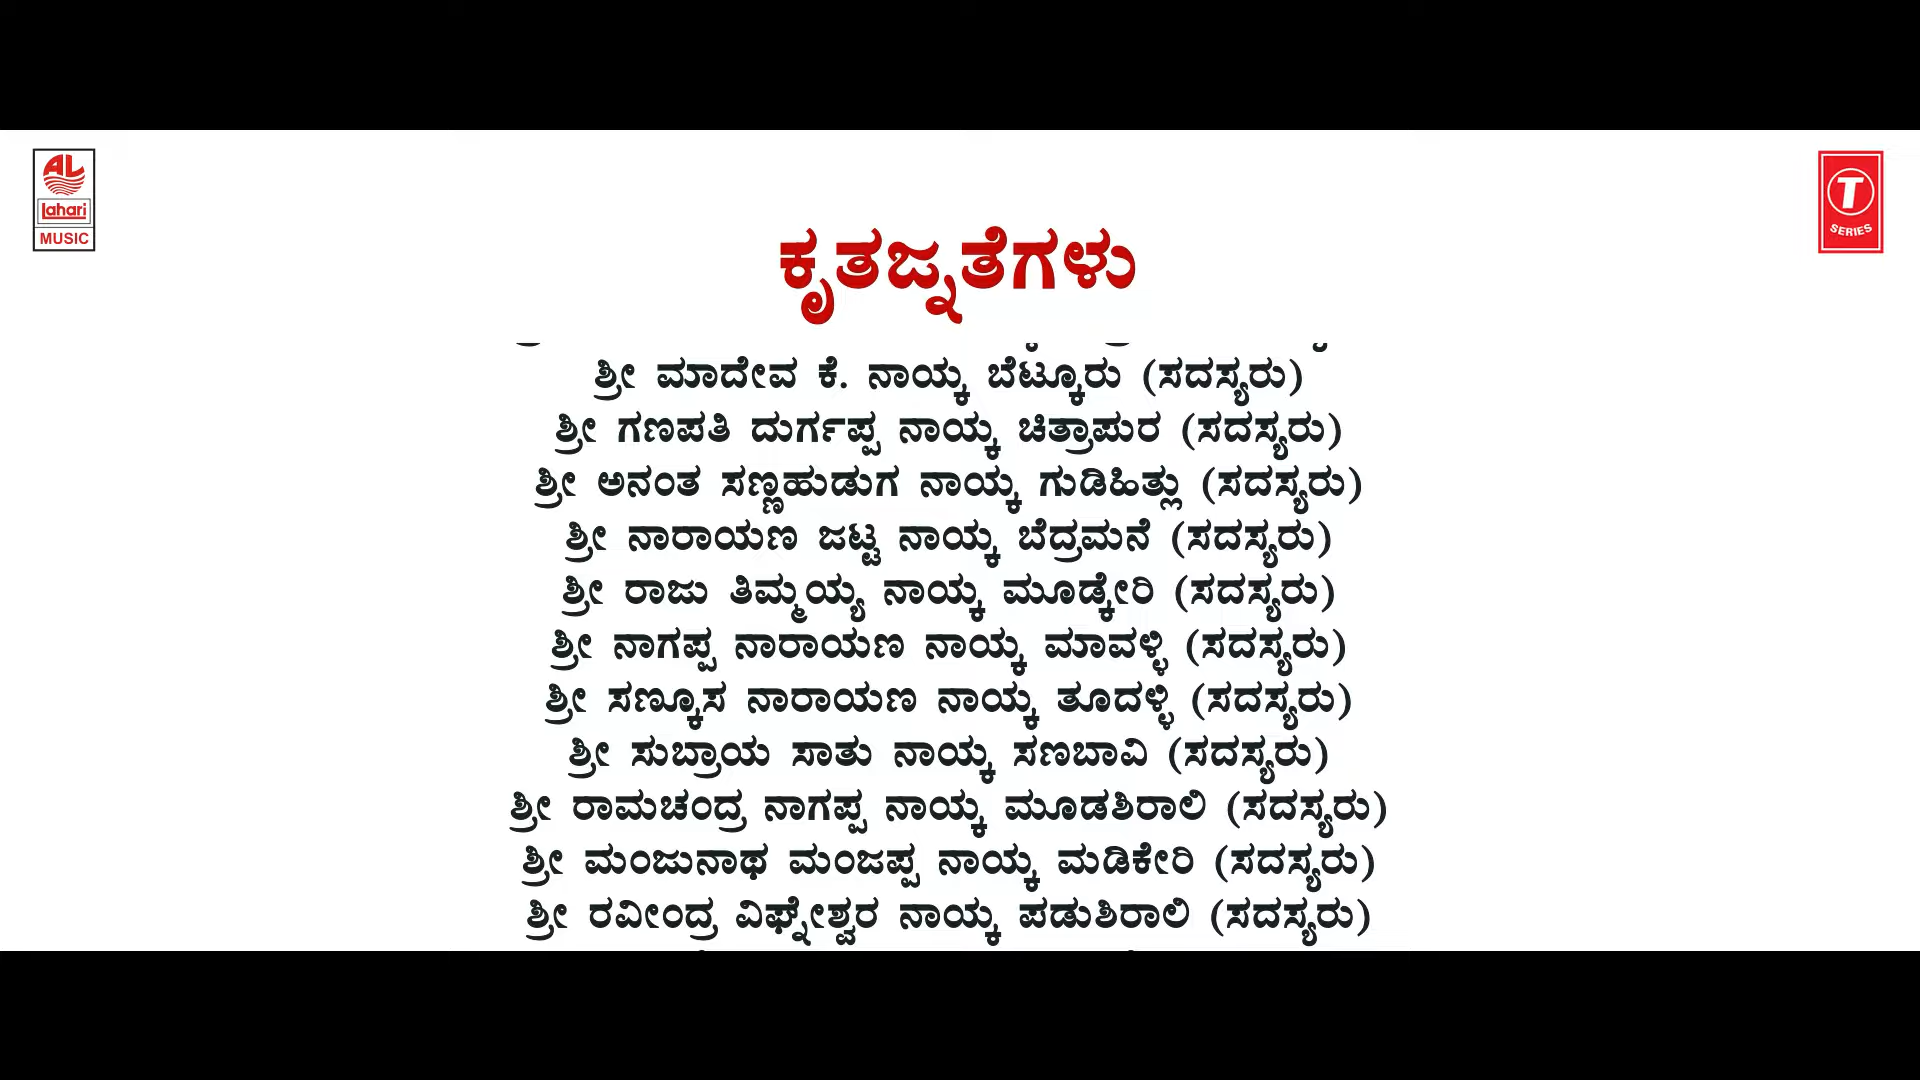 AL
Lahari
MUSIC
T
SERIES
ಕೃತಜ್ನತೆಗಳು
ಶ್ರೀ ಮಾದೇವ ಕೆ. ನಾಯ್ಕ ಬೆಟ್ಕೂರು (ಸದಸ್ಯರು)
ಶ್ರೀ ಗಣಪತಿ ದುರ್ಗಪ್ಪ ನಾಯ್ಕ ಚಿತ್ರಾಪುರ (ಸದಸ್ಯರು)
ಶ್ರೀ ಅನಂತ ಸಣ್ಣಹುಡುಗ ನಾಯ್ಕ ಗುಡಿಹಿತ್ಲು (ಸದಸ್ಯರು)
ಶ್ರೀ ನಾರಾಯಣ ಜಟ್ಟ ನಾಯ್ಕ ಬೆದ್ರಮನೆ (ಸದಸ್ಯರು)
ಶ್ರೀ ರಾಜು ತಿಮ್ಮಯ್ಯ ನಾಯ್ಕ ಮೂಡ್ಕೇರಿ (ಸದಸ್ಯರು)
ಶ್ರೀ ನಾಗಪ್ಪ ನಾರಾಯಣ ನಾಯ್ಕ ಮಾವಳ್ಳಿ (ಸದಸ್ಯರು)
ಶ್ರೀ ಸಣ್ಕೂಸ ನಾರಾಯಣ ನಾಯ್ಕ ತೂದಳ್ಳಿ (ಸದಸ್ಯರು)
ಶ್ರೀ ಸುಬ್ರಾಯ ಸಾತು ನಾಯ್ಕ ಸಣಬಾವಿ (ಸದಸ್ಯರು)
ಶ್ರೀ ರಾಮಚಂದ್ರ ನಾಗಪ್ಪ ನಾಯ್ಕ ಮೂಡಶಿರಾಲಿ (ಸದಸ್ಯರು)
ಶ್ರೀ ಮಂಜುನಾಥ ಮಂಜಪ್ಪ ನಾಯ್ಕ ಮಡಿಕೇರಿ (ಸದಸ್ಯರು)
ಶ್ರೀ ರವೀಂದ್ರ ವಿಘ್ನೇಶ್ವರ ನಾಯ್ಕ ಪಡುಶಿರಾಲಿ (ಸದಸ್ಯರು)